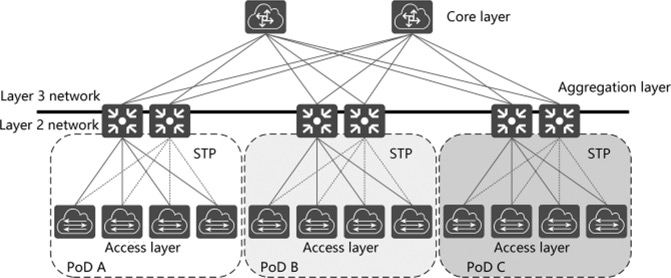 Core layer
Aggregation layer
Layer 3 network
Layer 2 network
STP
STP
STP
Access layer
Access layer
Access layer
PoD A
PoD B
PoD C